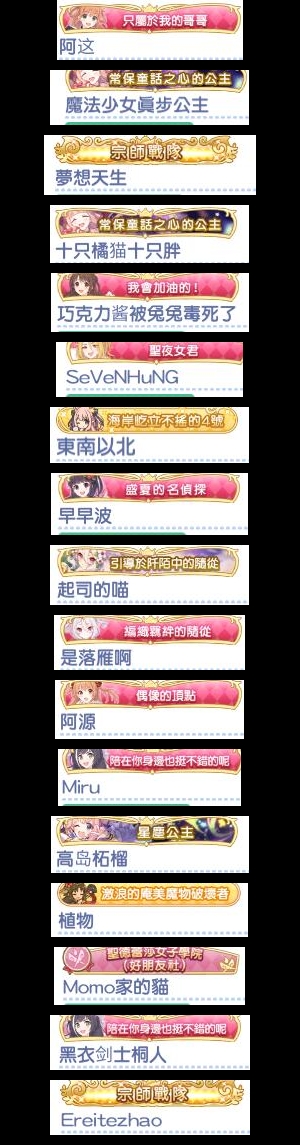 只屬於我的哥哥
阿这
常保童話之心的公主
魔法少女真步公主
宗師戰隊
夢想天生
常保童話之心的公主
十只橘猫十只胖
我會加油的!
巧克力酱被兔兔毒死了
聖夜女君
SeVeNHuNG
海岸屹立不搖的4號
東南以北
盛夏的名偵探
早早波
引導於阡陌中的隨從
起司的喵
編織羈絆的隨從
是落雁啊
偶像的頂點
阿源
陪在你身邊也挺不錯的呢
Miru
星塵公主
高岛柘榴
激浪的庵美魔物破壞者
植物
聖德蕾莎女子學院
(好朋友社)
Momo家的貓
陪在你身邊也挺不錯的呢
黑衣剑士桐人
宗師戰隊
Ereitezhao